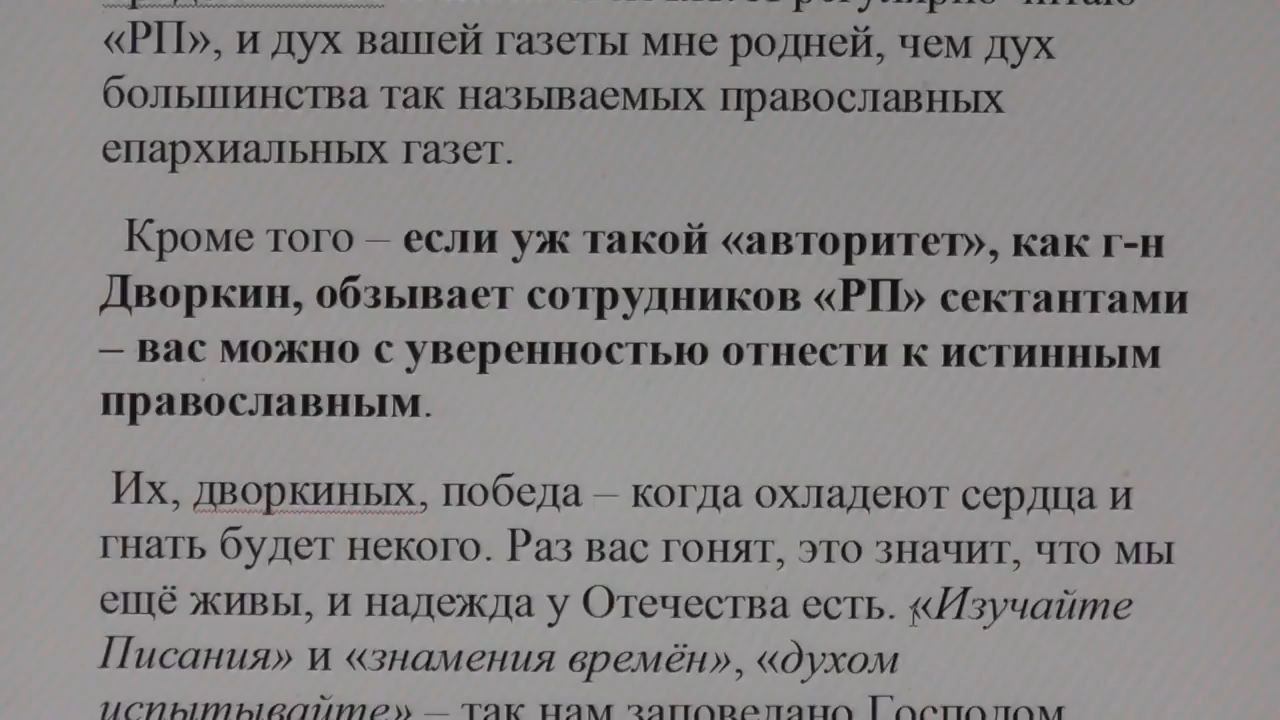 регулярно читаю
«РП», и дух вашей газеты мне родней, чем дух
большинства так называемых православных
епархиальных газет.
Кроме того – если уж такой «авторитет», как г-н
Дворкин, обзывает сотрудников «РП» сектантами
– вас можно с уверенностью отнести к истинным
православным.
Их, дворкиных, победа – когда охладеют сердца и
гнать будет некого. Раз вас гонят, это значит, что мы
ещё живы, и надежда у Отечества есть. «Изучайте
Писания» и «знамения времён», «духом
испытывайте» – так нам заповедано Господом